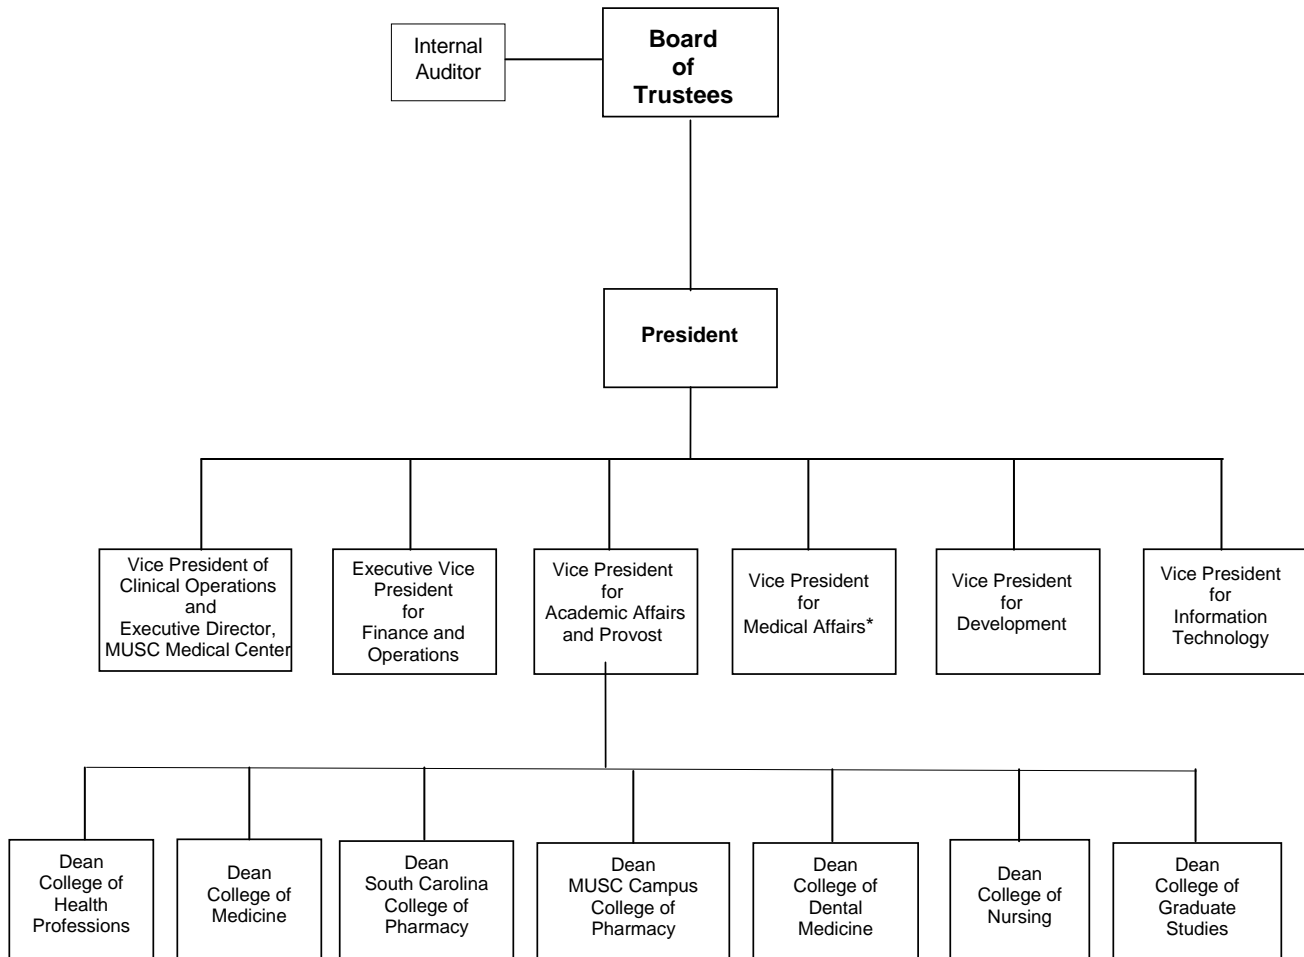 Internal
Auditor
Board
of
Trustees
President
Vice President of
Clinical Operations
and
Executive Director,
MUSC Medical Center
Executive Vice
President
for
Finance and
Operations
Vice President
for
Academic Affairs
and Provost
Vice President
for
Medical Affairs*
Vice President
for
Development
Vice President
for
Information
Technology
Dean
College of
Health
Professions
Dean
College of
Medicine
Dean
South Carolina
College of
Pharmacy
Dean
MUSC Campus
College of
Pharmacy
Dean
College of
Dental
Medicine
Dean
College of
Nursing
Dean
College of
Graduate
Studies